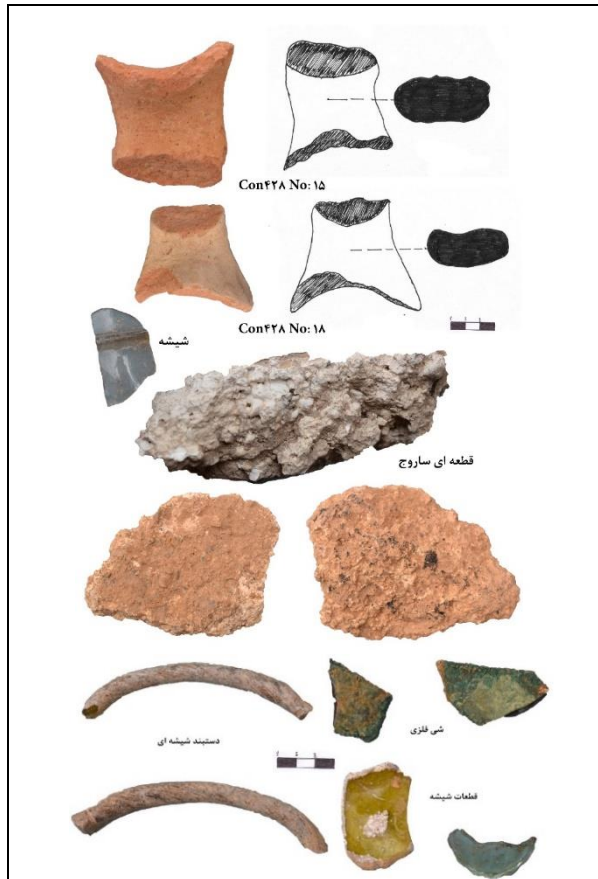 Con۴۲۸ No: ۱۵
Con۴۲۸ No: ۱۸
شیشه
قطعه ای ساروج
شی فلزی
دستبند شیشه ای
قطعات شیشه